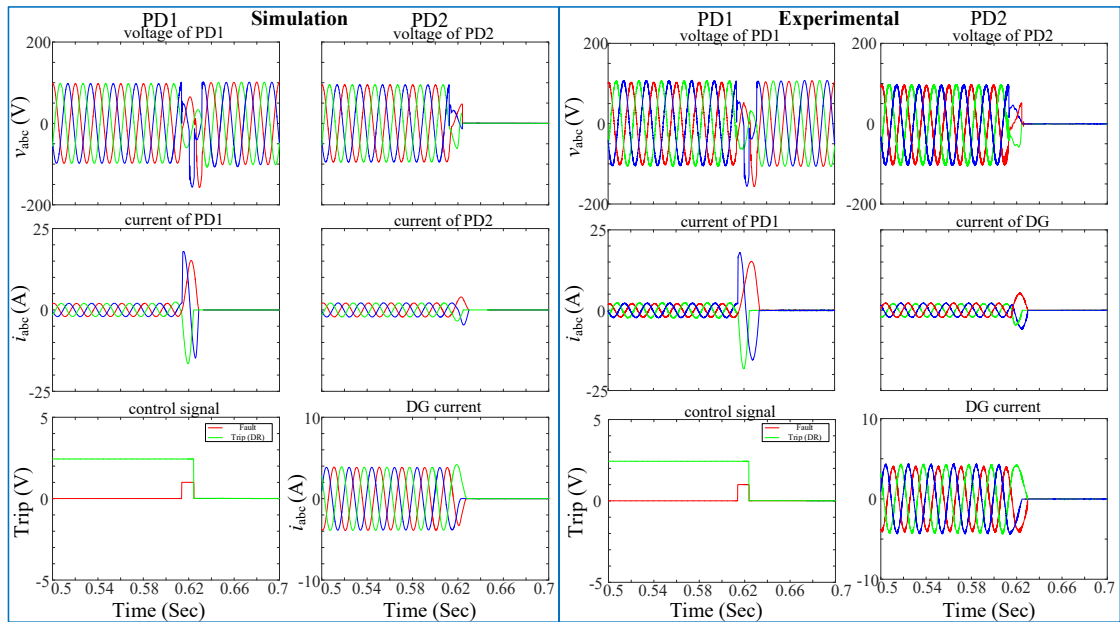 PD1 Simulation PD2
voltage of PD1 voltage of PD2
200
0
-200
vabc (V)
current of PD1 current of PD2
25
0
-25
iabc (A)
control signal DG current
Fault
Trip (DR)
5
0
-5
Trip (V)
10
0
-10
iabc (A)
0.5 0.54 0.58 0.62 0.66 0.7
0.5 0.54 0.58 0.62 0.66 0.7
Time (Sec) Time (Sec)
PD1 Experimental PD2
voltage of PD1 voltage of PD2
200
0
-200
200
0
-200
vabc (V)
current of PD1 current of DG
25
0
-25
25
0
-25
iabc (A)
control signal DG current
Fault
Trip (DR)
5
0
-5
Trip (V)
10
0
-10
0.5 0.54 0.58 0.62 0.66 0.7
0.5 0.54 0.58 0.62 0.66 0.7
Time (Sec) Time (Sec)